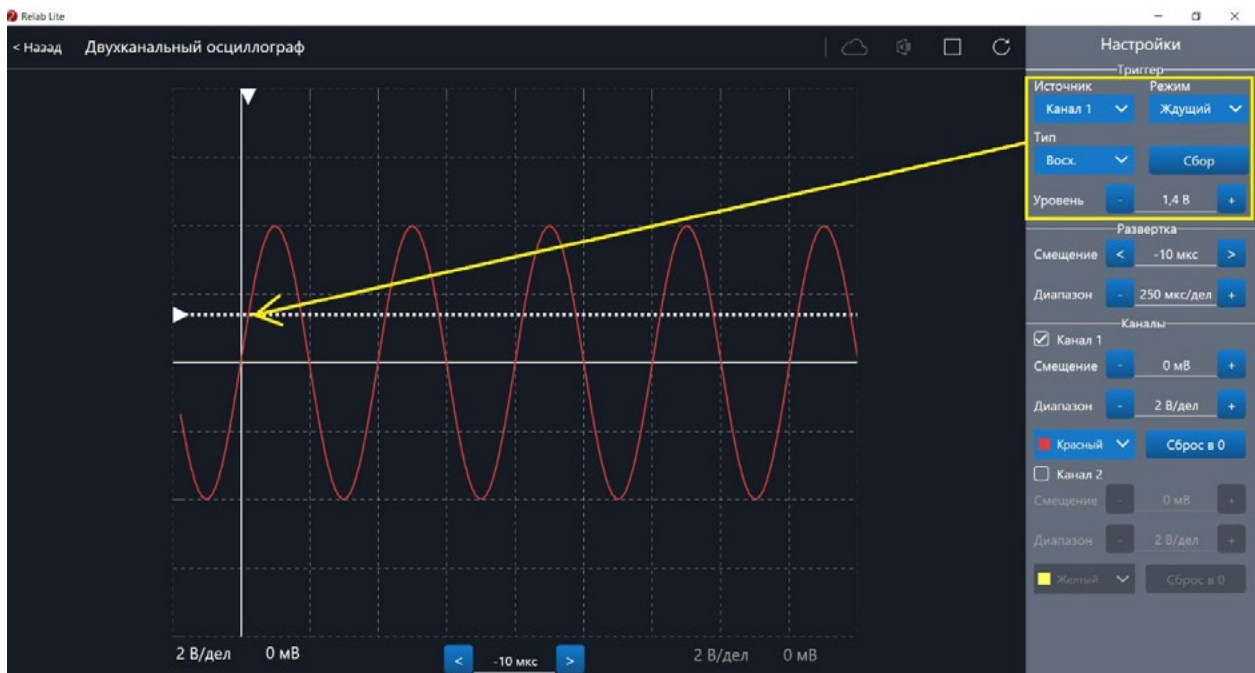 Relab Lite
< Назад Двухканальный осциллограф
Настройки
Триггер
Источник Режим
Канал 1 Ждущий
Тип
Восх. Сбор
Уровень - 1,4 В +
Развертка
Смещение < -10 мкс >
Диапазон - 250 мкс/дел +
Каналы
Канал 1
Смещение - 0 мВ +
Диапазон - 2 В/дел +
Красный Сброс в 0
Канал 2
Смещение - 0 мВ +
Диапазон - 2 В/дел +
Желтый Сброс в 0
2 В/дел 0 мВ < -10 мкс > 2 В/дел 0 мВ